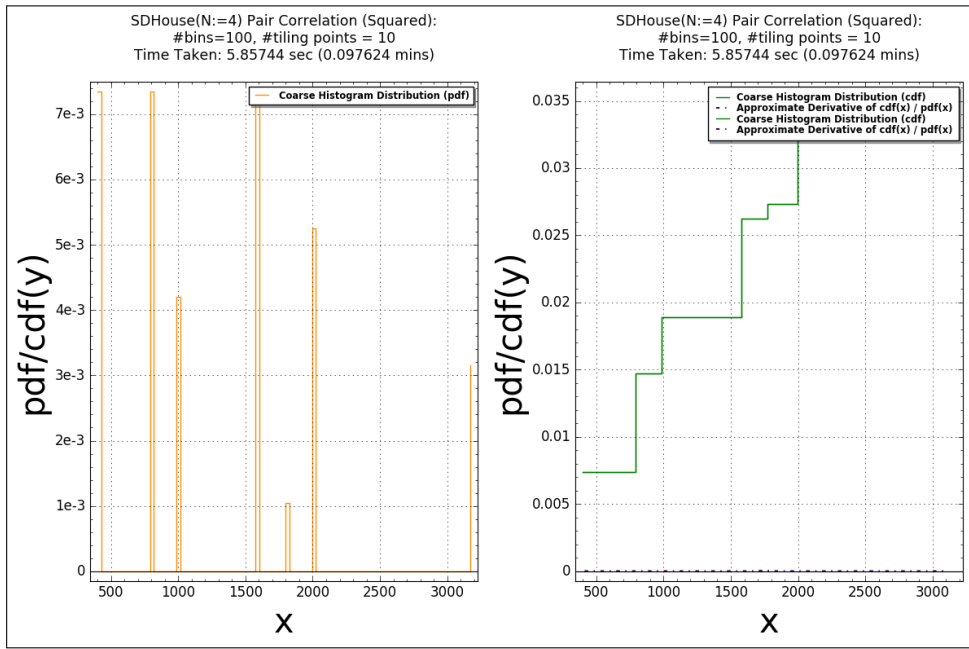 SDHouse(N:=4) Pair Correlation (Squared):
#bins=100, #tiling points = 10
Time Taken: 5.85744 sec (0.097624 mins)
Coarse Histogram Distribution (pdf)
7e-3
6e-3
5e-3
4e-3
3e-3
2e-3
1e-3
0
pdf/cdf(y)
500 1000 1500 2000 2500 3000
x
SDHouse(N:=4) Pair Correlation (Squared):
#bins=100, #tiling points = 10
Time Taken: 5.85744 sec (0.097624 mins)
Coarse Histogram Distribution (cdf)
Approximate Derivative of cdf(x) / pdf(x)
Coarse Histogram Distribution (cdf)
Approximate Derivative of cdf(x) / pdf(x)
0.035
0.03
0.025
0.02
0.015
0.01
0.005
0
pdf/cdf(y)
500 1000 1500 2000 2500 3000
x